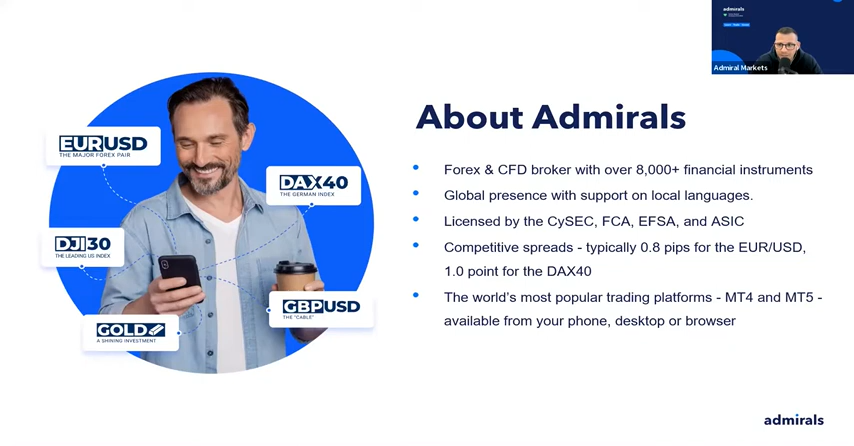 admirals
Admiral Markets
About Admirals
EURUSD
THE MAJOR FOREX PAIR
DAX40
THE GERMAN INDEX
DJI30
THE LEADING US INDEX
GBPUSD
THE "CABLE"
GOLD
A SHINING INVESTMENT
Forex & CFD broker with over 8,000+ financial instruments
Global presence with support on local languages.
Licensed by the CySEC, FCA, EFSA, and ASIC
Competitive spreads - typically 0.8 pips for the EUR/USD,
1.0 point for the DAX40
The world's most popular trading platforms - MT4 and MT5 -
available from your phone, desktop or browser
admirals